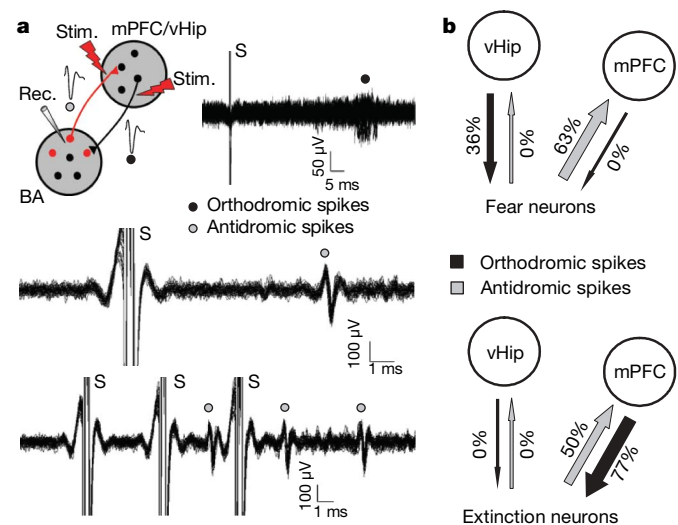 a
mPFC/vHip
Stim.
Stim.
Rec.
BA
S
50 µV
5 ms
Orthodromic spikes
Antidromic spikes
S
100 µV
1 ms
S
S
S
100 µV
1 ms
b
vHip
mPFC
36%
0%
63%
0%
Fear neurons
Orthodromic spikes
Antidromic spikes
vHip
mPFC
0%
0%
50%
77%
Extinction neurons